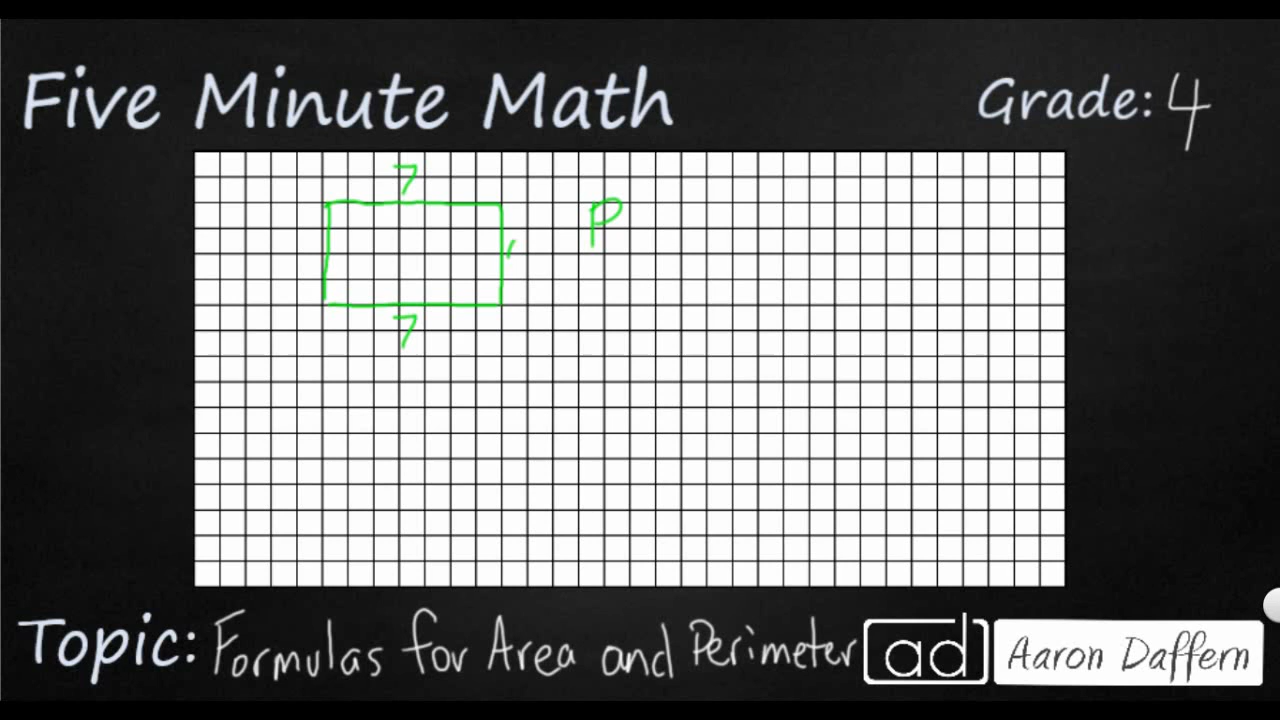 Five Minute Math
Grade: 4
7
P
7
Topic: Formulas for Area and Perimeter
ad
Aaron Daffern